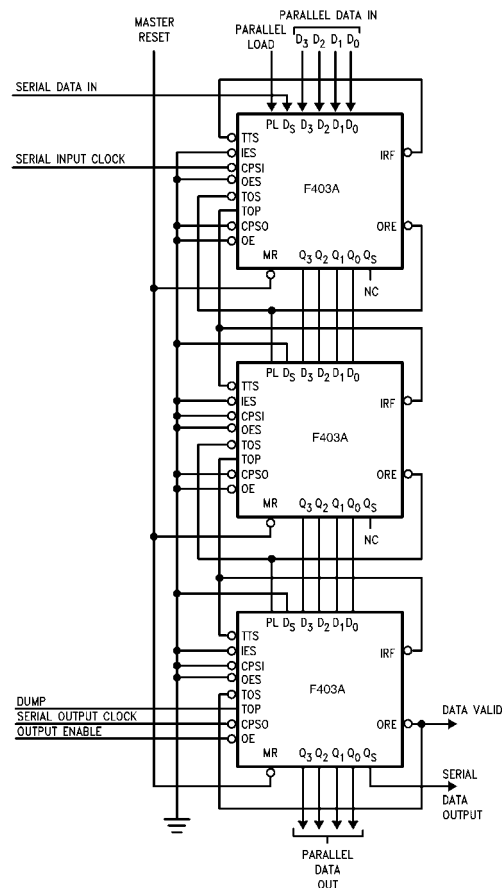 MASTER
RESET
PARALLEL DATA IN
PARALLEL
LOAD
D3 D2 D1 D0
SERIAL DATA IN
PL DS D3 D2 D1 D0
TTS
IES
SERIAL INPUT CLOCK
CPSI
OES
TOS
TOP
CPSO
OE
IRF
F403A
ORE
MR
Q3 Q2 Q1 Q0 QS
NC
PL DS D3 D2 D1 D0
TTS
IES
CPSI
OES
TOS
TOP
CPSO
OE
IRF
F403A
ORE
MR
Q3 Q2 Q1 Q0 QS
NC
PL DS D3 D2 D1 D0
TTS
IES
CPSI
OES
TOS
DUMP
TOP
SERIAL OUTPUT CLOCK
CPSO
OUTPUT ENABLE
OE
IRF
F403A
ORE
DATA VALID
MR
Q3 Q2 Q1 Q0 QS
SERIAL
DATA
OUTPUT
PARALLEL
DATA
OUT